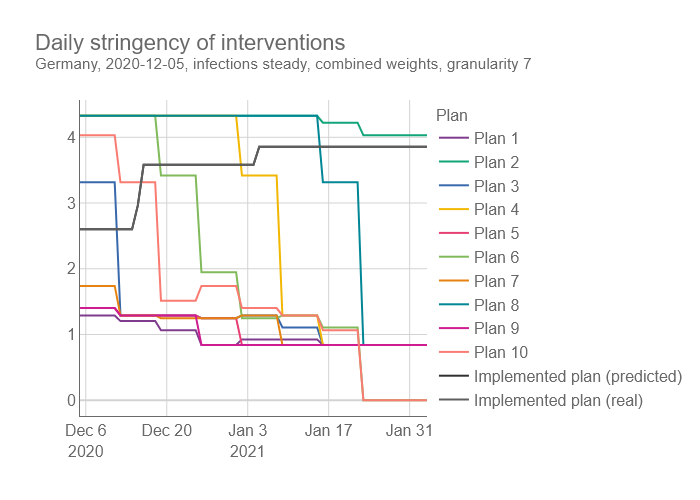 Daily stringency of interventions
Germany, 2020-12-05, infections steady, combined weights, granularity 7
Plan
4
3
2
1
0
Plan 1
Plan 2
Plan 3
Plan 4
Plan 5
Plan 6
Plan 7
Plan 8
Plan 9
Plan 10
Implemented plan (predicted)
Implemented plan (real)
Dec 6 Dec 20 Jan 3 Jan 17 Jan 31
2020 2021